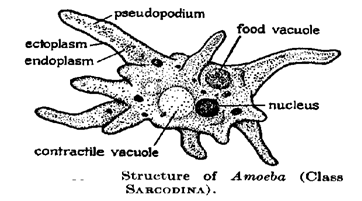 pseudopodium
food vacuole
ectoplasm
endoplasm
nucleus
contractile vacuole
Structure of Amoeba (Class
SARCODINA).